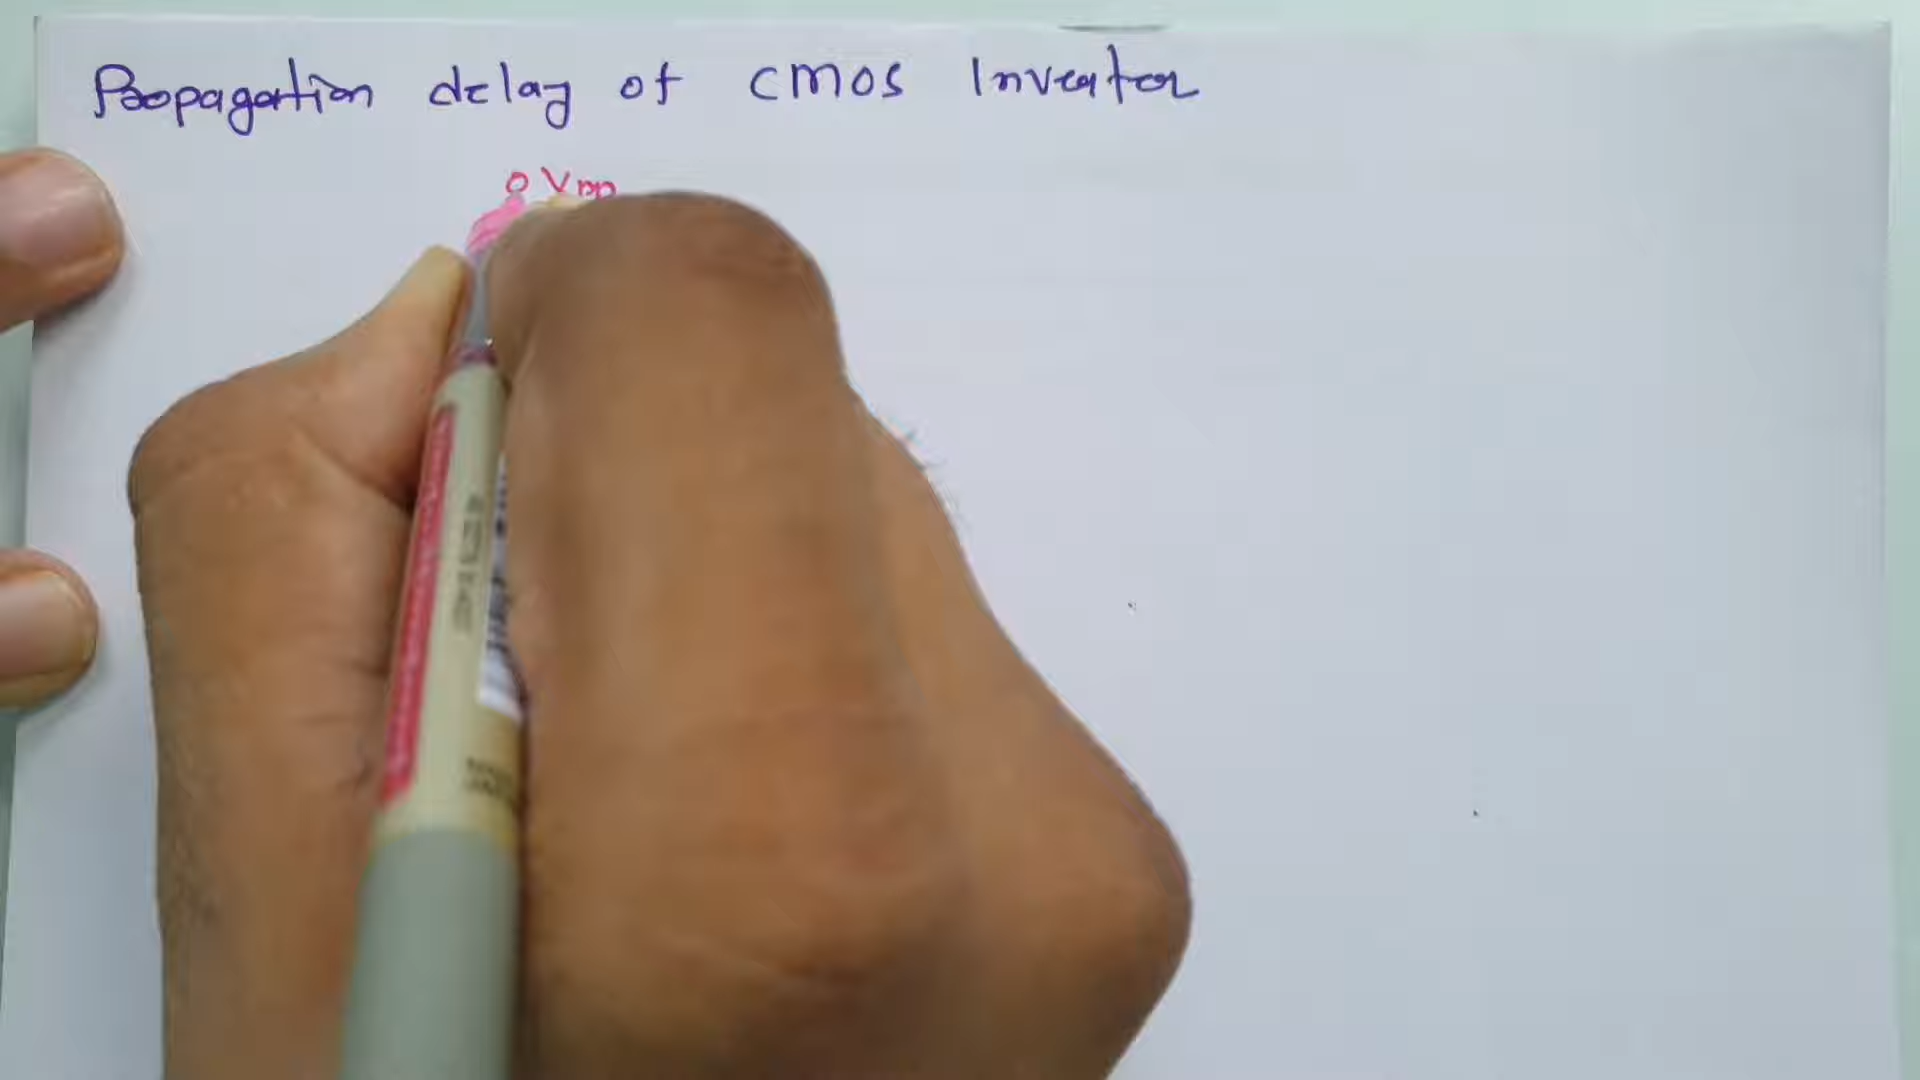 Propagation delay of CMOS Inverter
VDD